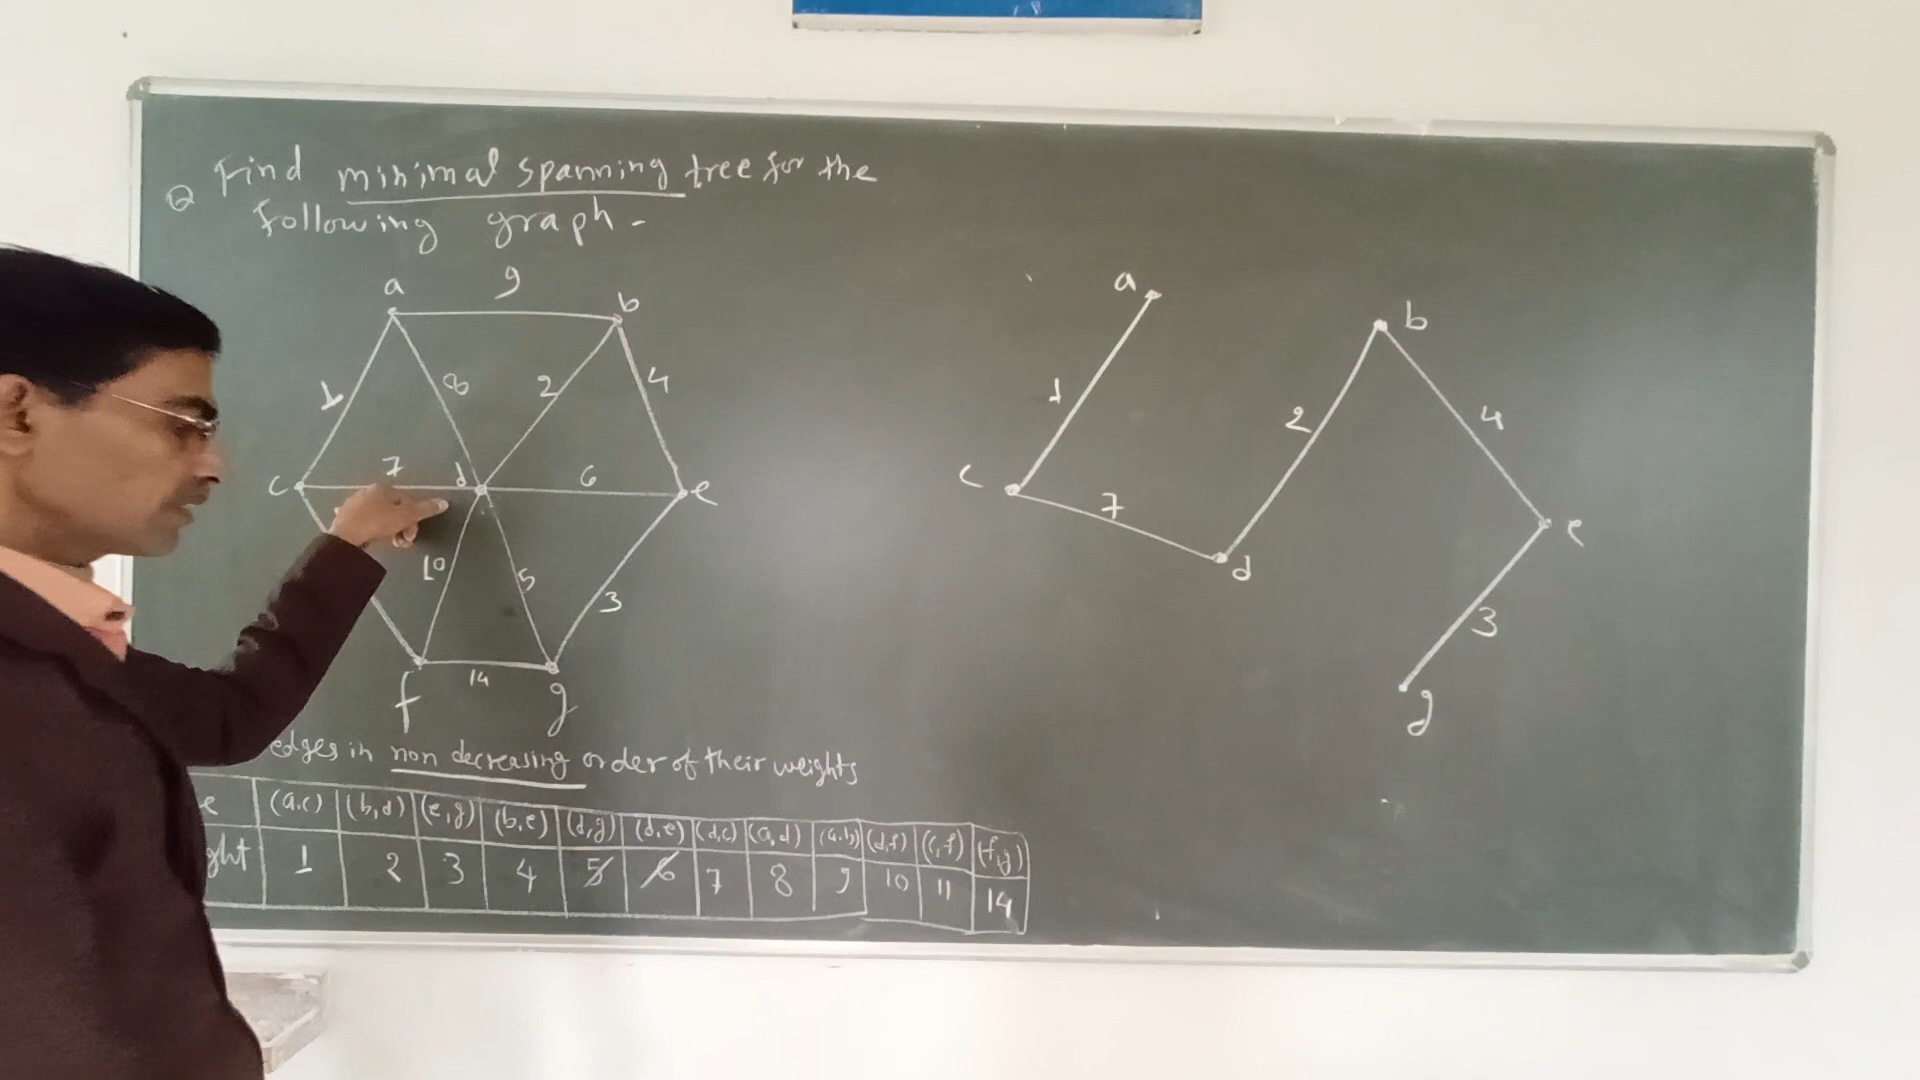 Q Find minimal spanning tree for the
following graph-
a 9 b
1 8 2 4
c 7 d 6 e
10 5 3
f 14 g
a b
1 2 4
c 7 d e
3
g
edges in non decreasing order of their weights
e (a,c) (b,d) (e,g) (b,e) (d,g) (d,e) (d,c) (a,d) (a,b) (d,f) (c,f) (f,g)
ght 1 2 3 4 5 6 7 8 9 10 11 14